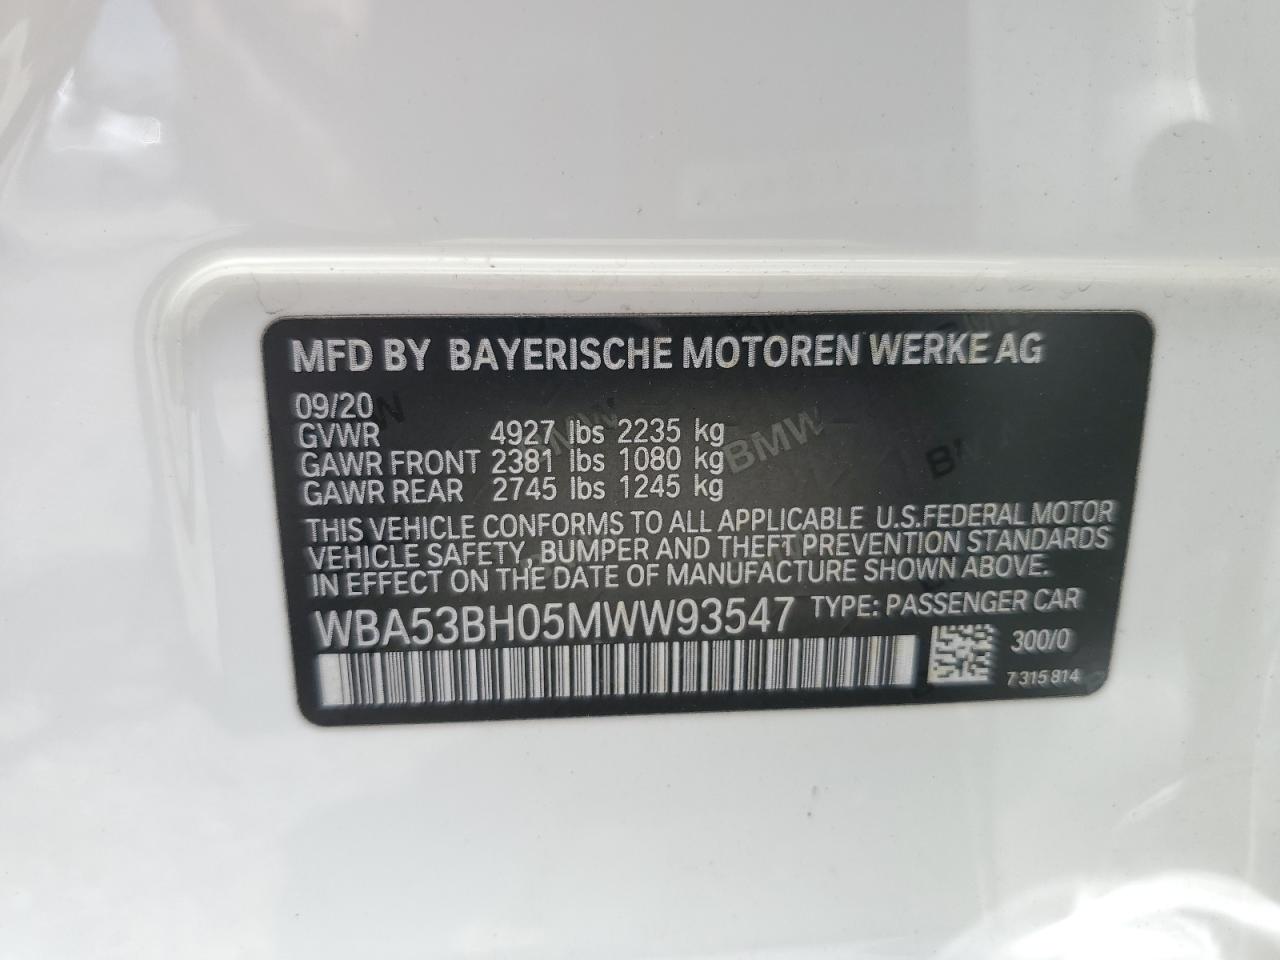 MFD BY BAYERISCHE MOTOREN WERKE AG
09/20
GVWR 4927 lbs 2235 kg
GAWR FRONT 2381 lbs 1080 kg
GAWR REAR 2745 lbs 1245 kg
THIS VEHICLE CONFORMS TO ALL APPLICABLE U.S.FEDERAL MOTOR
VEHICLE SAFETY, BUMPER AND THEFT PREVENTION STANDARDS
IN EFFECT ON THE DATE OF MANUFACTURE SHOWN ABOVE.
WBA53BH05MWW93547 TYPE: PASSENGER CAR
300/0
7 315 814
BMW